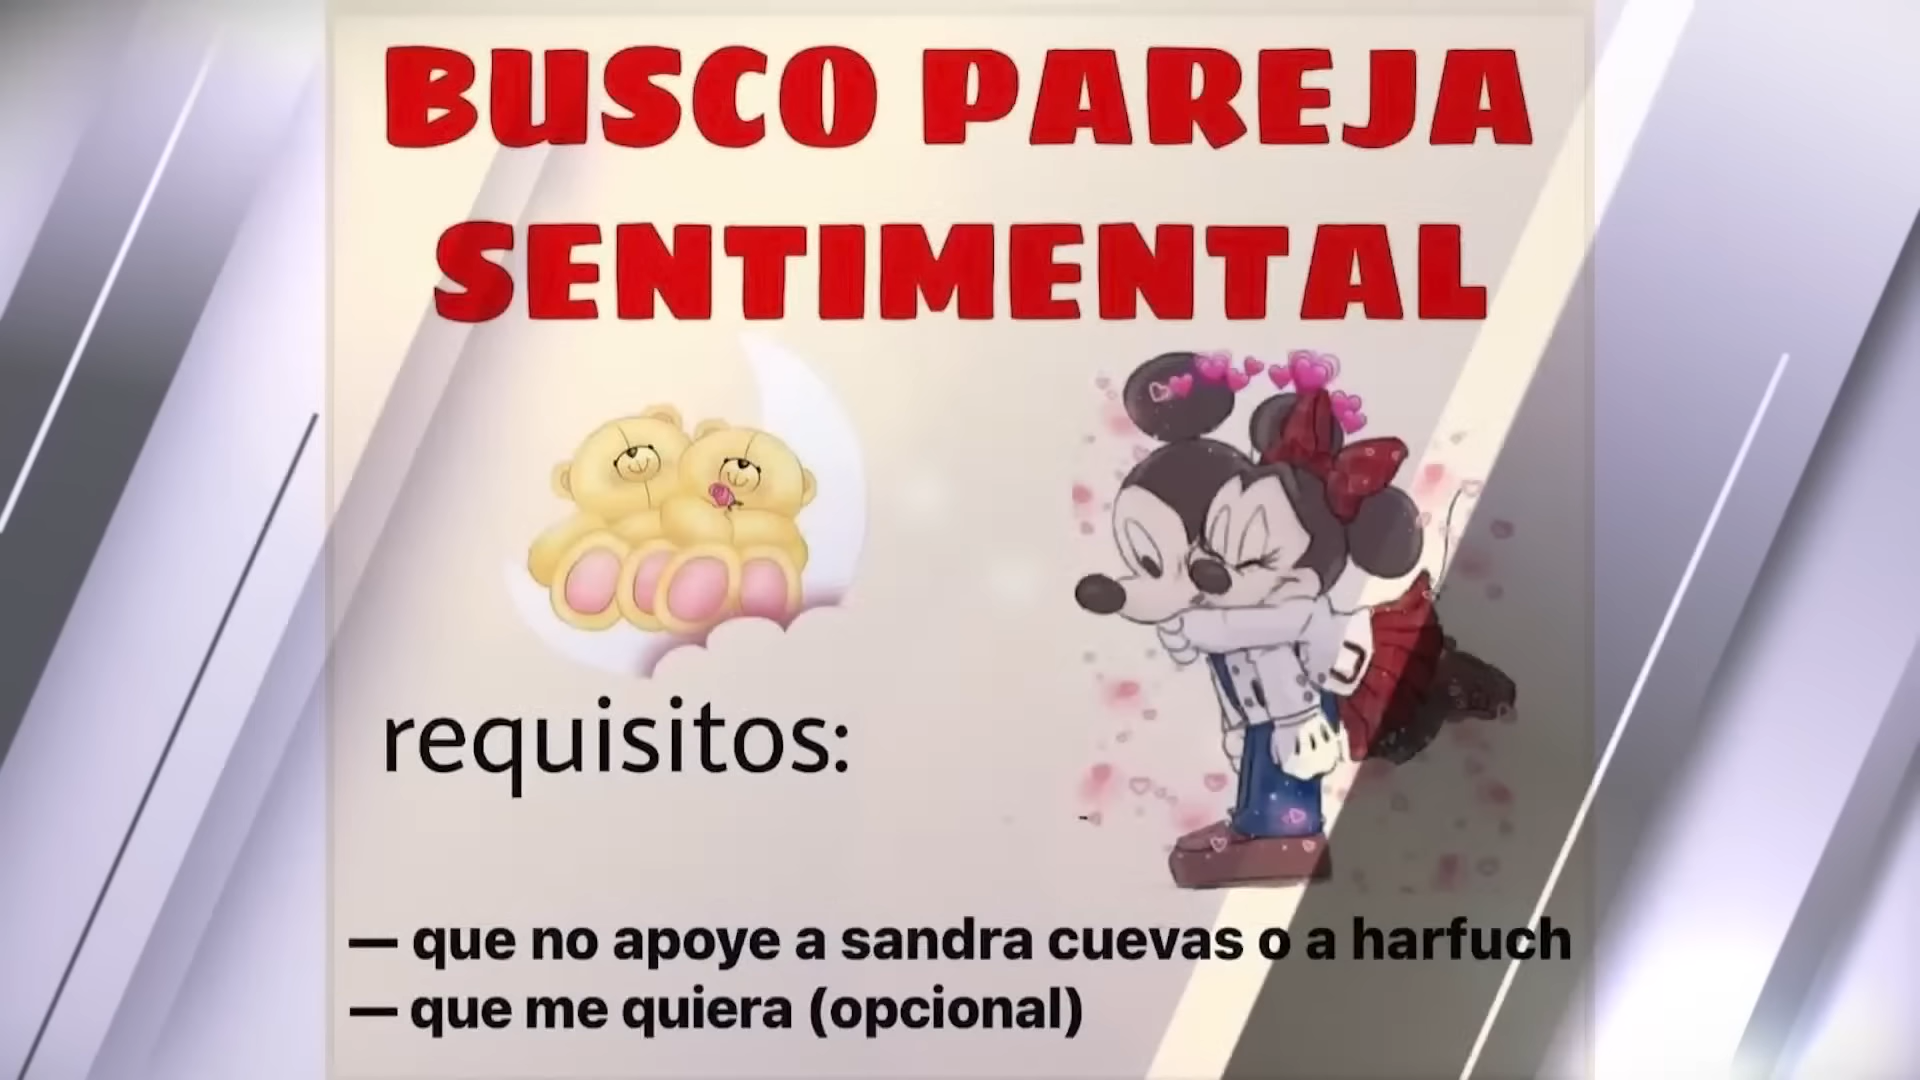 BUSCO PAREJA
SENTIMENTAL
requisitos:
— que no apoye a sandra cuevas o a harfuch
— que me quiera (opcional)